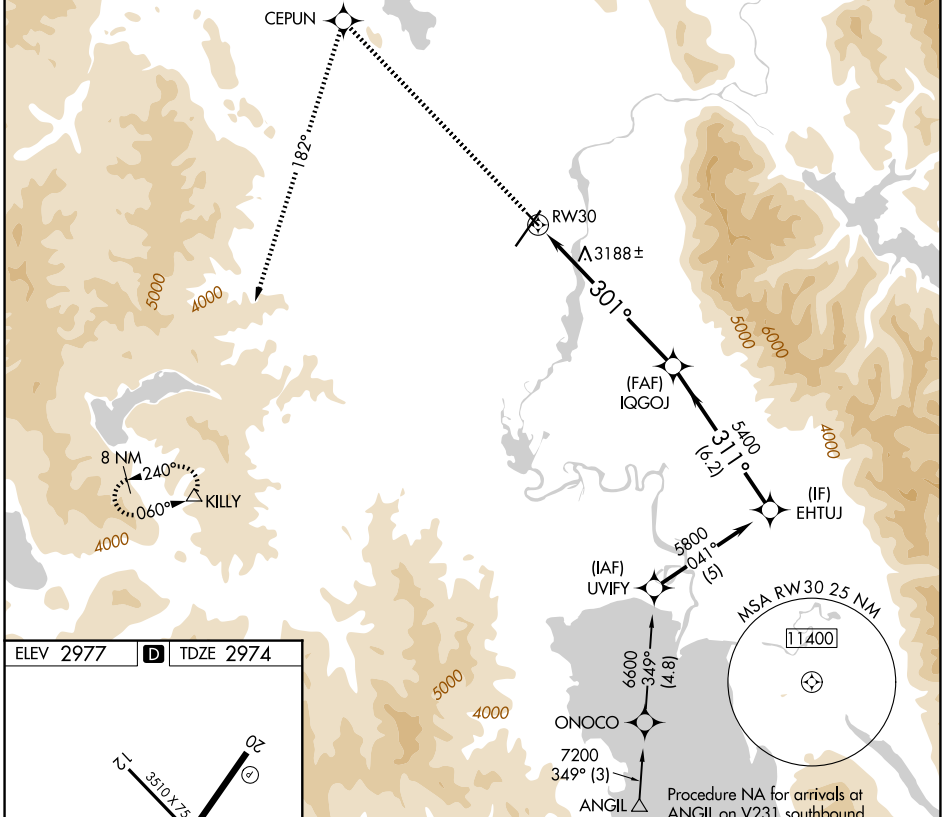 CEPUN
182°
RW30
3188±
301°
5000
4000
5000
6000
(FAF)
IQGOJ
5400
311°
(6.2)
4000
8 NM
240°
060°
KILLY
4000
(IF)
EHTUJ
5800
041°
(5)
(IAF)
UVIFY
MSA RW30 25 NM
11400
ELEV 2977 D TDZE 2974
6600
349°
(4.8)
5000
4000
ONOCO
7200
349° (3)
ANGIL
Procedure NA for arrivals at
ANGIL on V231 southbound
12
3510 X 75
20
P